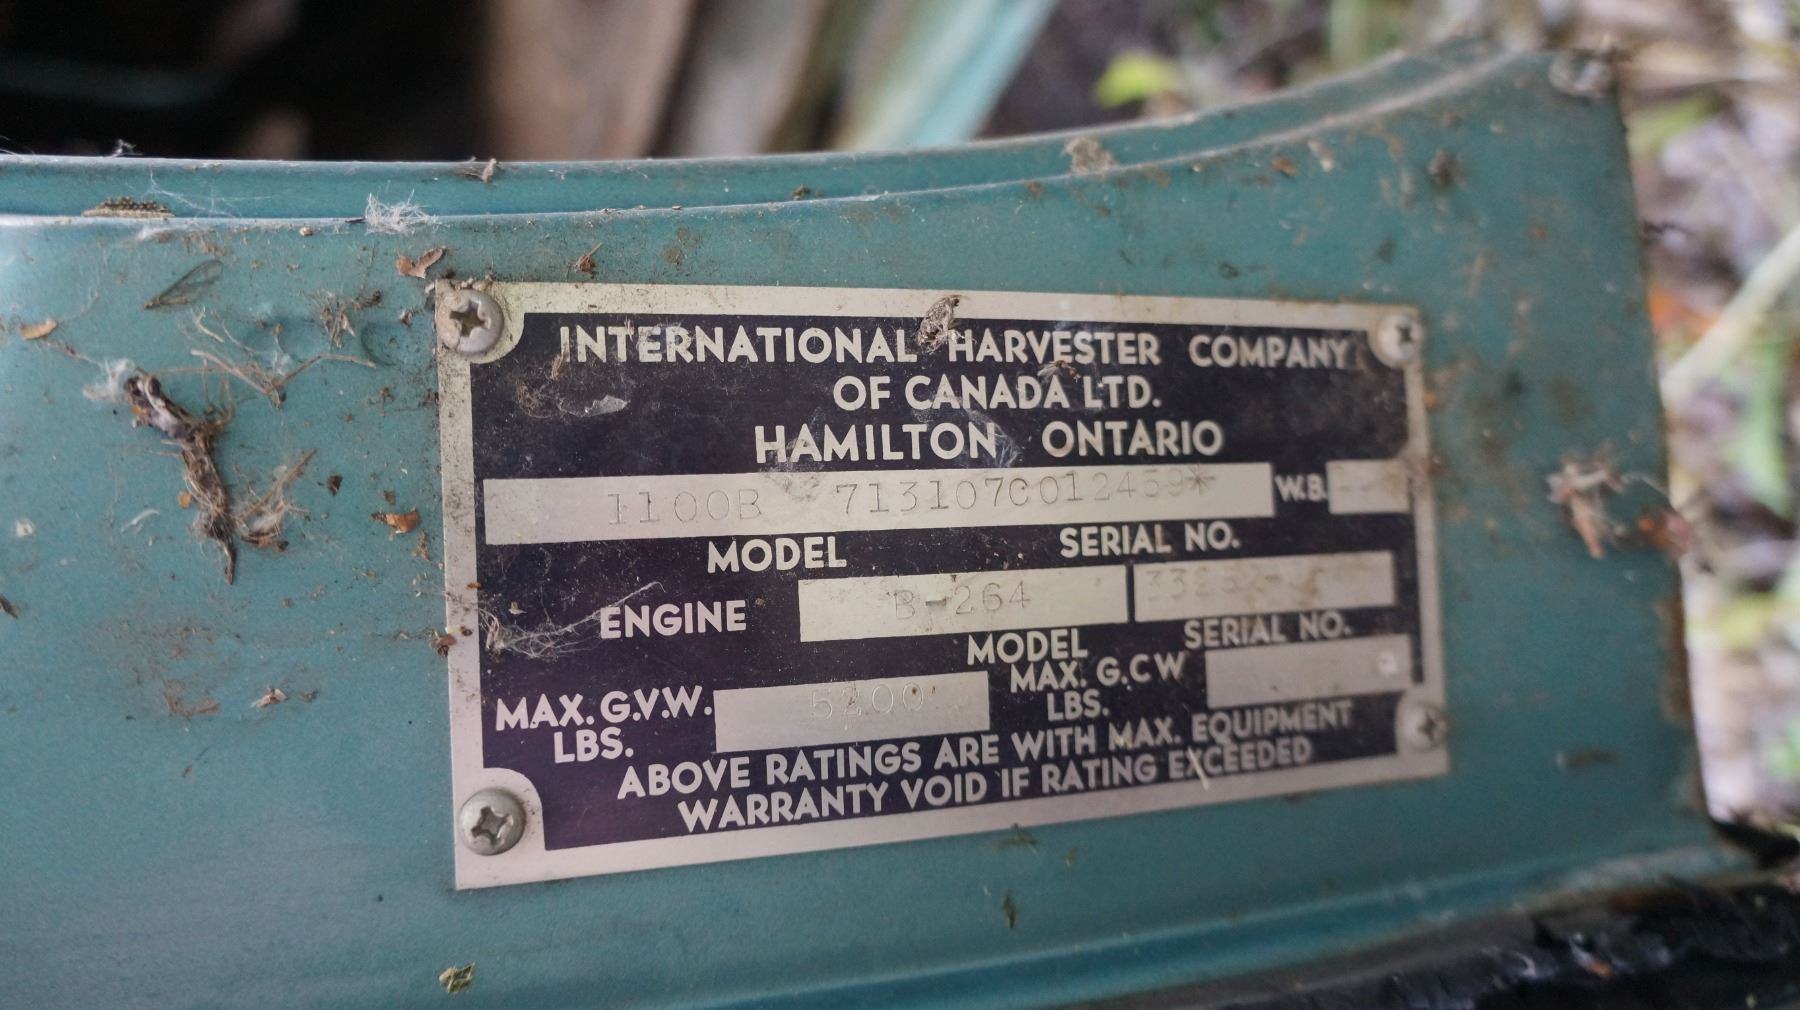 INTERNATIONAL HARVESTER COMPANY
OF CANADA LTD.
HAMILTON ONTARIO
1100B 713107C012459* W.B.
MODEL SERIAL NO.
ENGINE B-264
MODEL SERIAL NO.
MAX. G.V.W. LBS. 5200 MAX. G.C W LBS.
ABOVE RATINGS ARE WITH MAX. EQUIPMENT
WARRANTY VOID IF RATING EXCEEDED